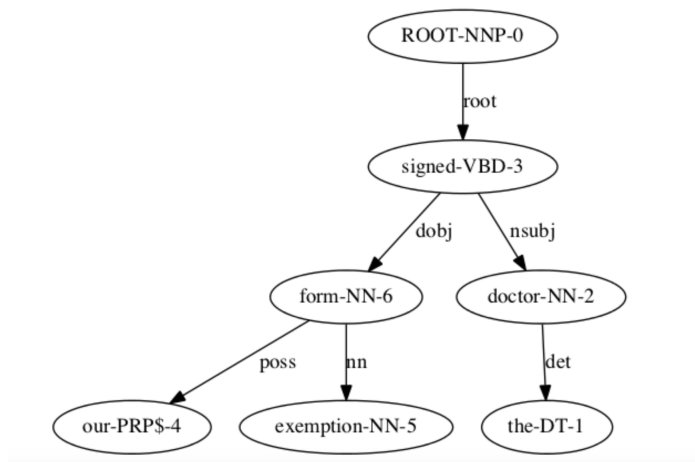 ROOT-NNP-0
root
signed-VBD-3
dobj nsubj
form-NN-6 doctor-NN-2
poss nn det
our-PRP$-4 exemption-NN-5 the-DT-1